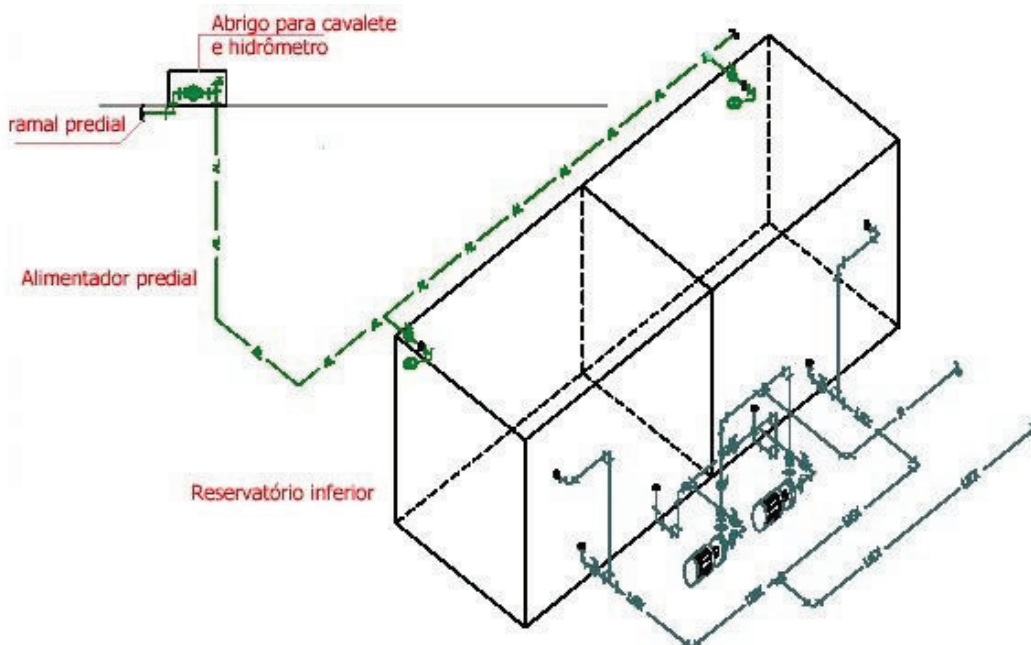 Abrigo para cavalete
e hidrômetro
ramal predial
Alimentador predial
Reservatório inferior